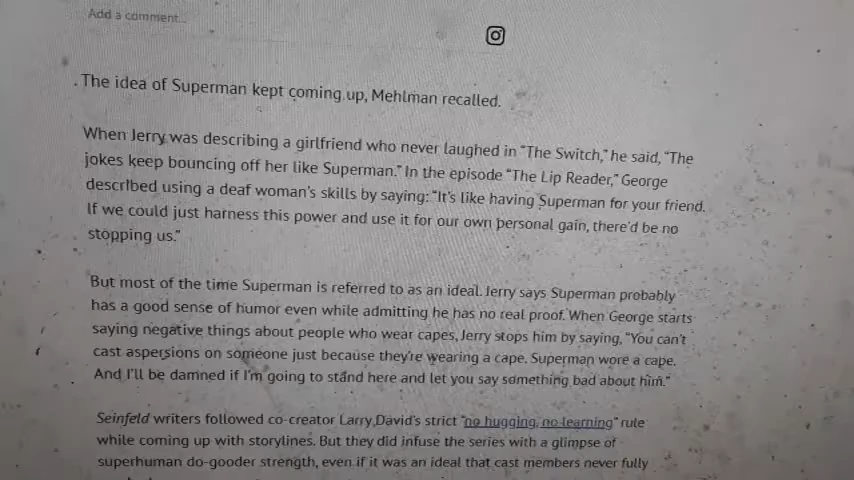 Add a comment...
The idea of Superman kept coming up, Mehlman recalled.
When Jerry was describing a girlfriend who never laughed in “The Switch,” he said, “The
jokes keep bouncing off her like Superman.” In the episode “The Lip Reader,” George
described using a deaf woman’s skills by saying: “It’s like having Superman for your friend.
If we could just harness this power and use it for our own personal gain, there’d be no
stopping us.”
But most of the time Superman is referred to as an ideal. Jerry says Superman probably
has a good sense of humor even while admitting he has no real proof. When George starts
saying negative things about people who wear capes, Jerry stops him by saying, “You can’t
cast aspersions on someone just because they’re wearing a cape. Superman wore a cape.
And I’ll be damned if I’m going to stand here and let you say something bad about him.”
Seinfeld writers followed co-creator Larry David’s strict “no hugging, no learning” rule
while coming up with storylines. But they did infuse the series with a glimpse of
superhuman do-gooder strength, even if it was an ideal that cast members never fully